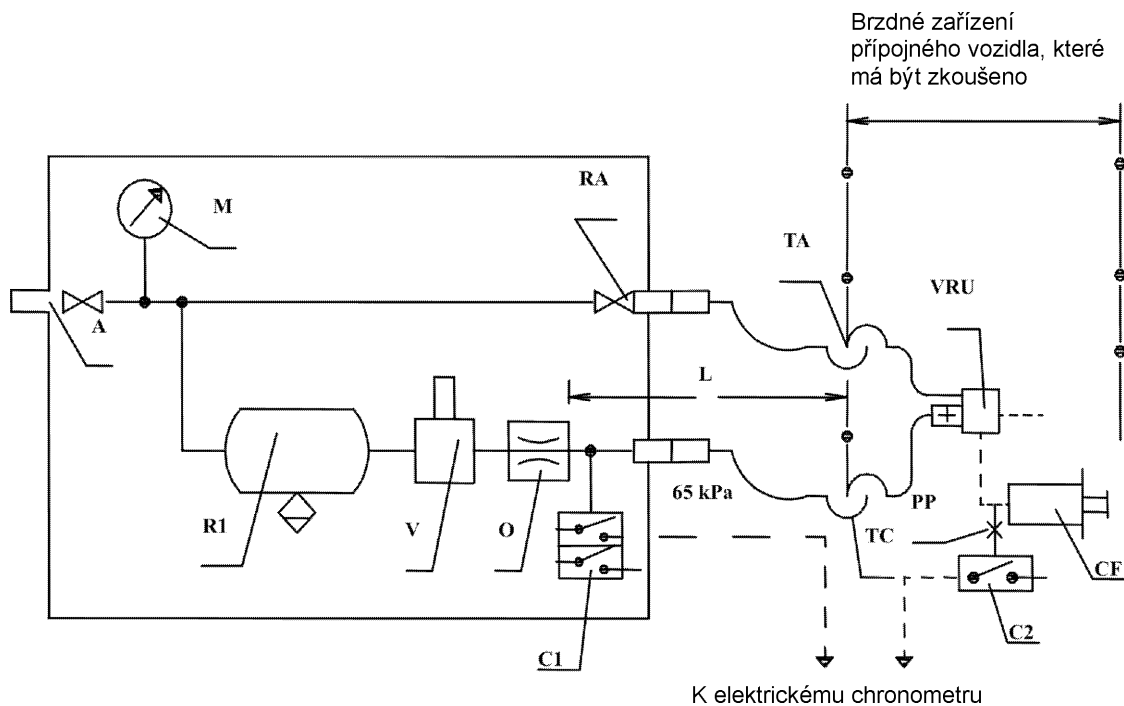 Brzdné zařízení
přípojného vozidla, které
má být zkoušeno
RA
M
TA
VRU
A
L
65 kPa
PP
R1
V
O
TC
CF
C2
C1
K elektrickému chronometru